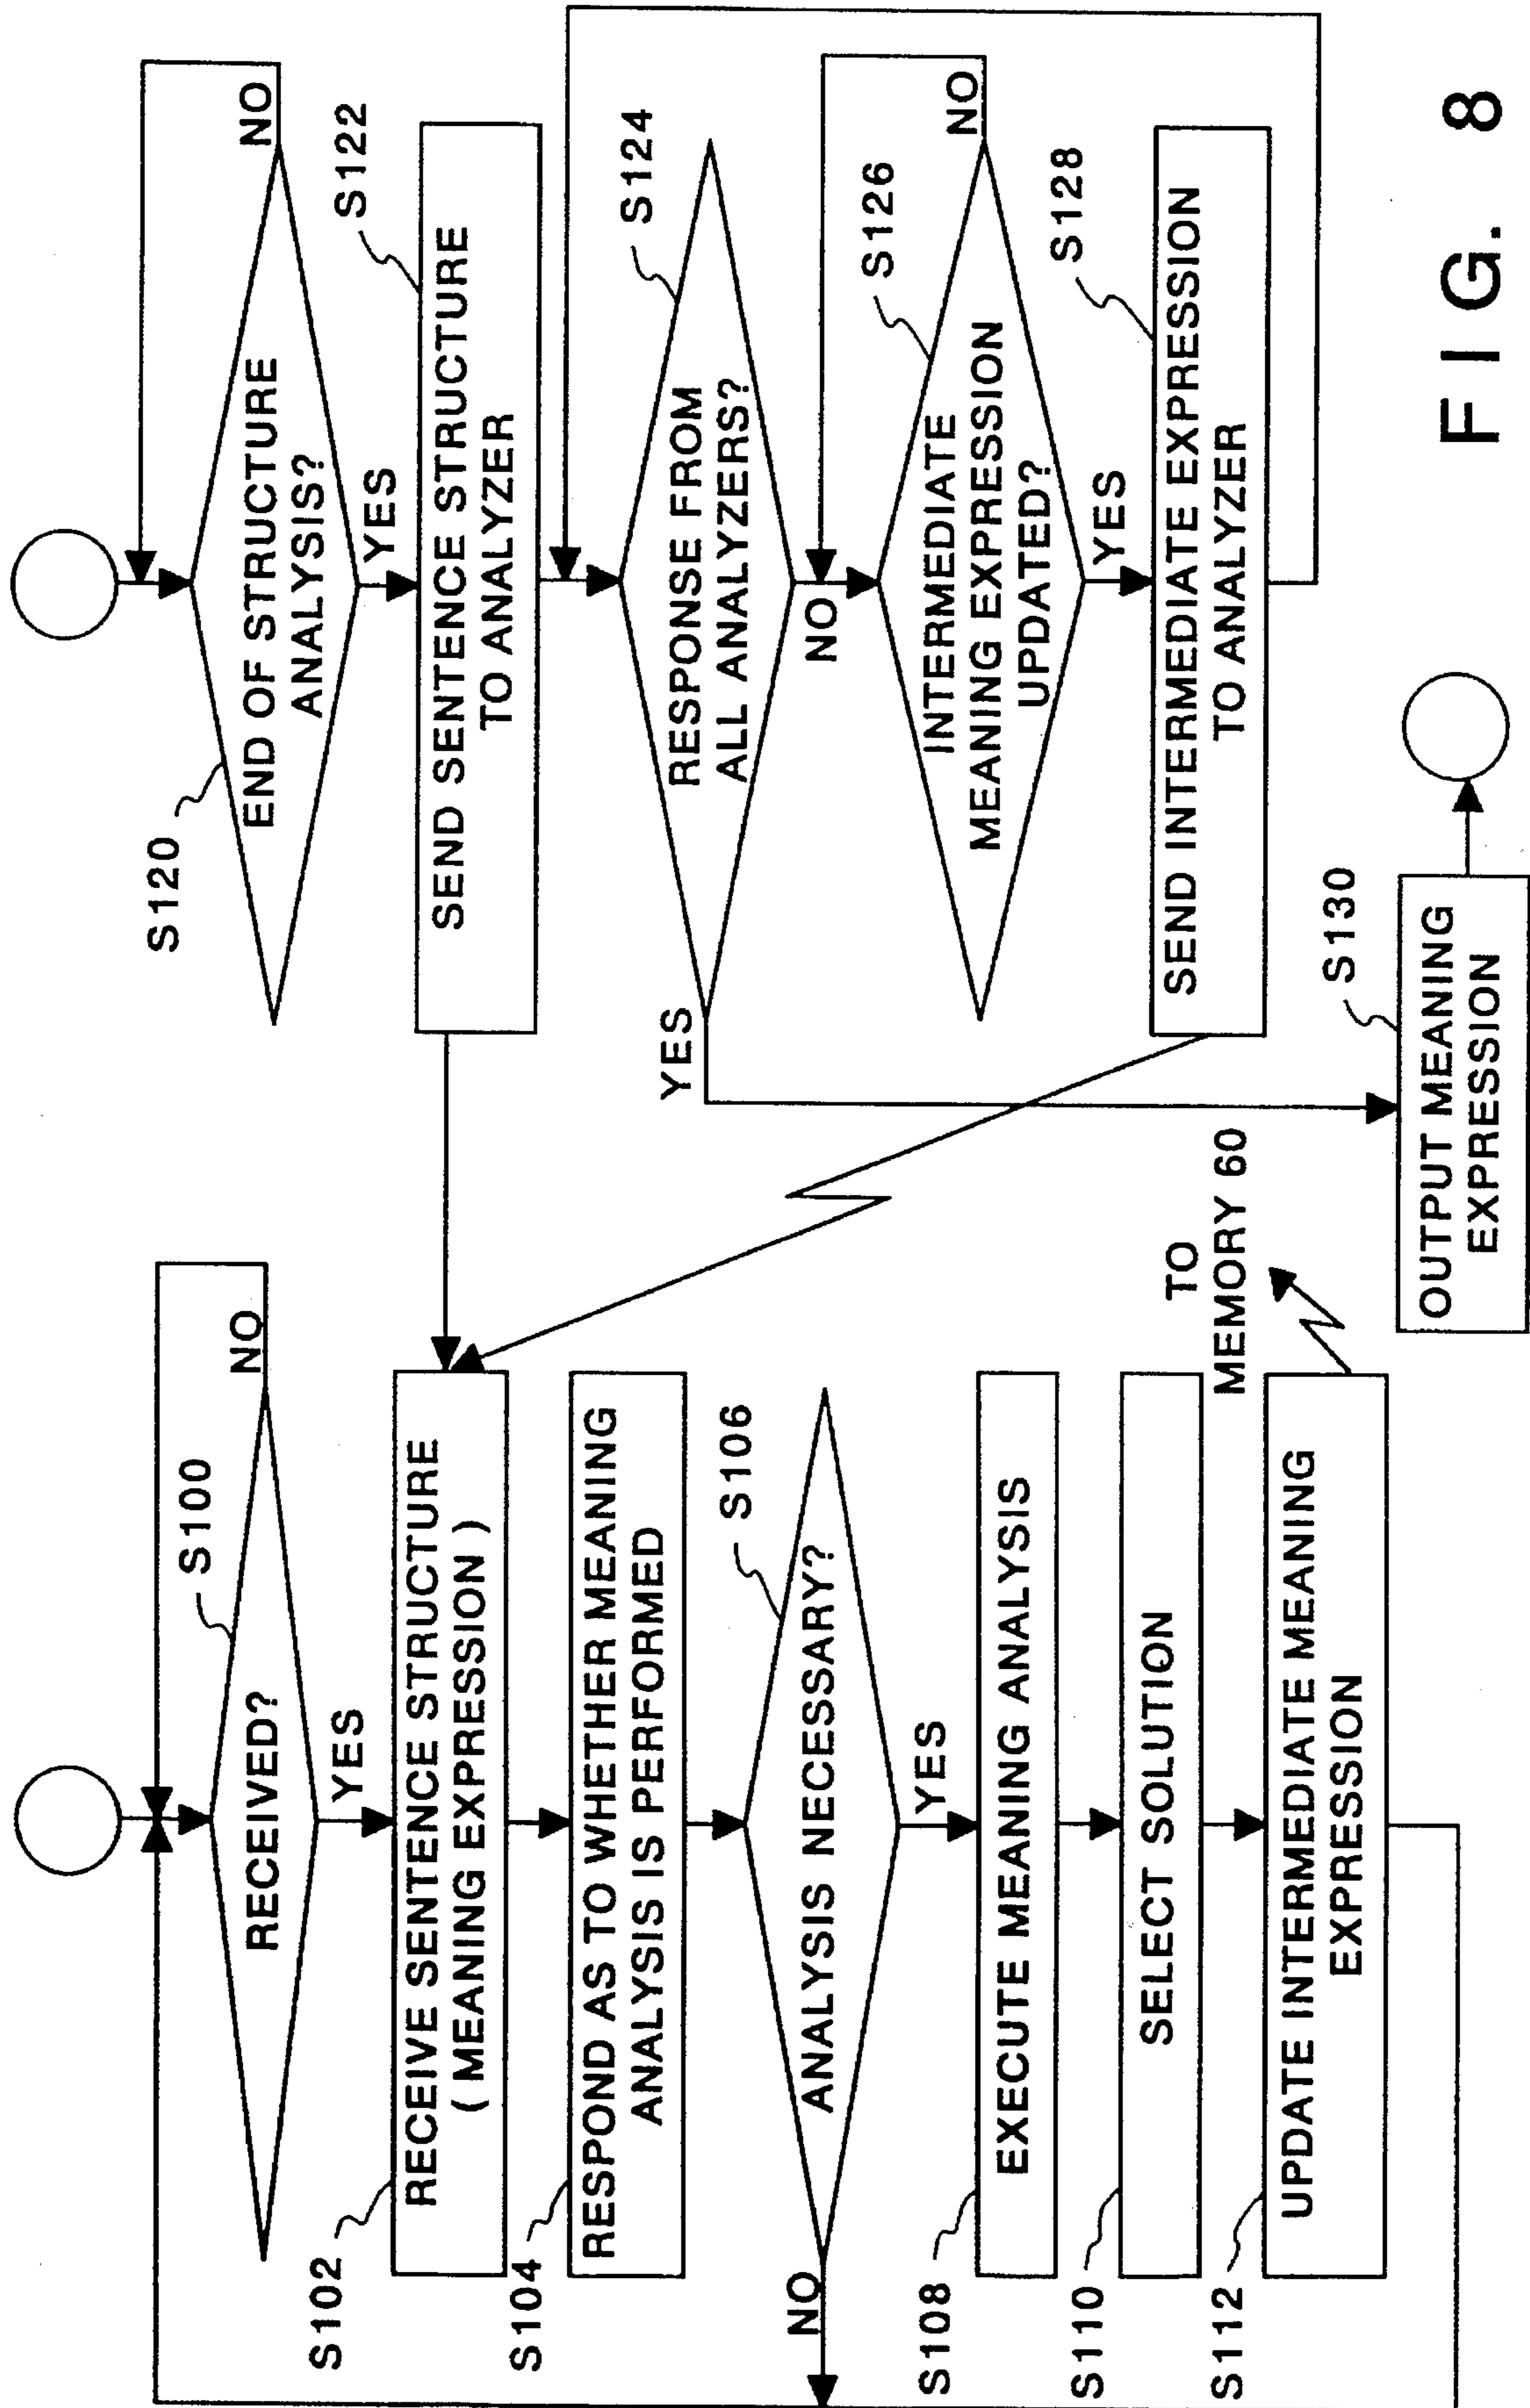 S100
RECEIVED?
NO
YES
S102
RECEIVE SENTENCE STRUCTURE
( MEANING EXPRESSION )
S104
RESPOND AS TO WHETHER MEANING
ANALYSIS IS PERFORMED
S106
ANALYSIS NECESSARY?
NO
YES
S108
EXECUTE MEANING ANALYSIS
S110
SELECT SOLUTION
S112
UPDATE INTERMEDIATE MEANING
EXPRESSION
TO
MEMORY 60
S120
END OF STRUCTURE
ANALYSIS?
NO
YES
S122
SEND SENTENCE STRUCTURE
TO ANALYZER
S124
RESPONSE FROM
ALL ANALYZERS?
YES
NO
S126
INTERMEDIATE
MEANING EXPRESSION
UPDATED?
NO
YES
S128
SEND INTERMEDIATE EXPRESSION
TO ANALYZER
S130
OUTPUT MEANING
EXPRESSION
FIG. 8